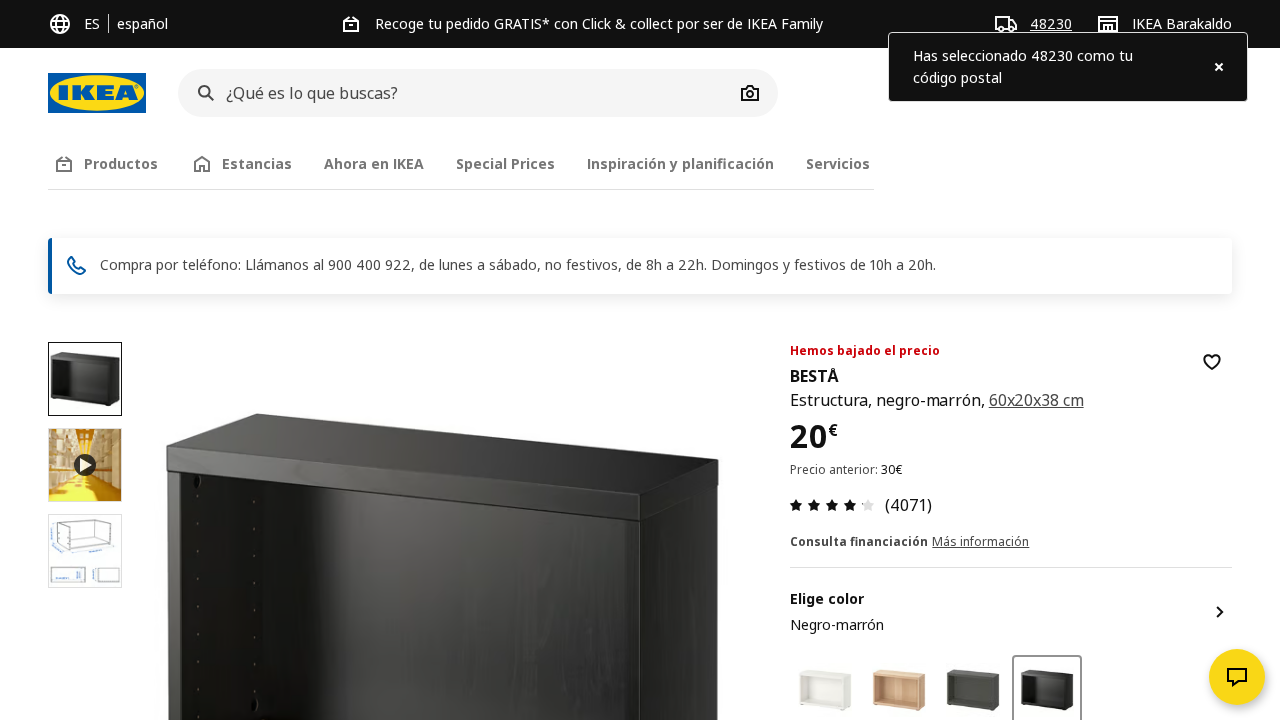 ES | español
Recoge tu pedido GRATIS* con Click & collect por ser de IKEA Family
48230
IKEA Barakaldo
Has seleccionado 48230 como tu
código postal
IKEA
¿Qué es lo que buscas?
Productos
Estancias
Ahora en IKEA
Special Prices
Inspiración y planificación
Servicios
Compra por teléfono: Llámanos al 900 400 922, de lunes a sábado, no festivos, de 8h a 22h. Domingos y festivos de 10h a 20h.
Hemos bajado el precio
BESTÅ
Estructura, negro-marrón, 60x20x38 cm
20€
Precio anterior: 30€
(4071)
Consulta financiación Más información
Elige color
Negro-marrón